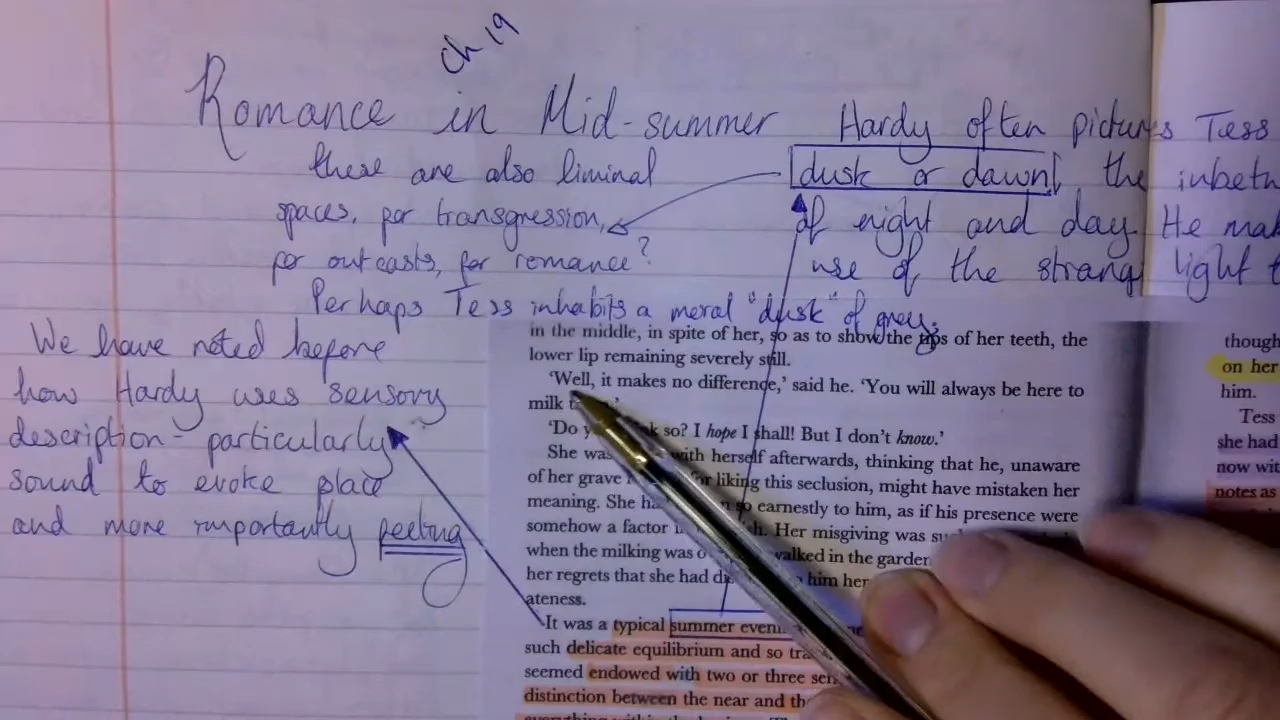 ch 19
Romance in Mid-summer
Hardy often pictures Tess
these are also liminal
dusk or dawn, the inbetw
spaces, for transgression,
of night and day. He mak
for outcasts, for romance?
use of the strange light t
Perhaps Tess inhabits a moral "dusk" of grey.
We have noted before
how Hardy uses sensory
description - particularly
sound to evoke place
and more importantly feeling
in the middle, in spite of her, so as to show the tips of her teeth, the
lower lip remaining severely still.
'Well, it makes no difference,' said he. 'You will always be here to
milk
'Do so? I hope I shall! But I don't know.'
She was with herself afterwards, thinking that he, unaware
of her grave for liking this seclusion, might have mistaken her
meaning. She so earnestly to him, as if his presence were
somehow a factor Her misgiving was
when the milking was walked in the garden
her regrets that she had him her
ateness.
It was a typical summer
such delicate equilibrium and so
seemed endowed with two or three
distinction between the near and
everything within the
though
on her
him.
Tess
she had
now wit
notes as